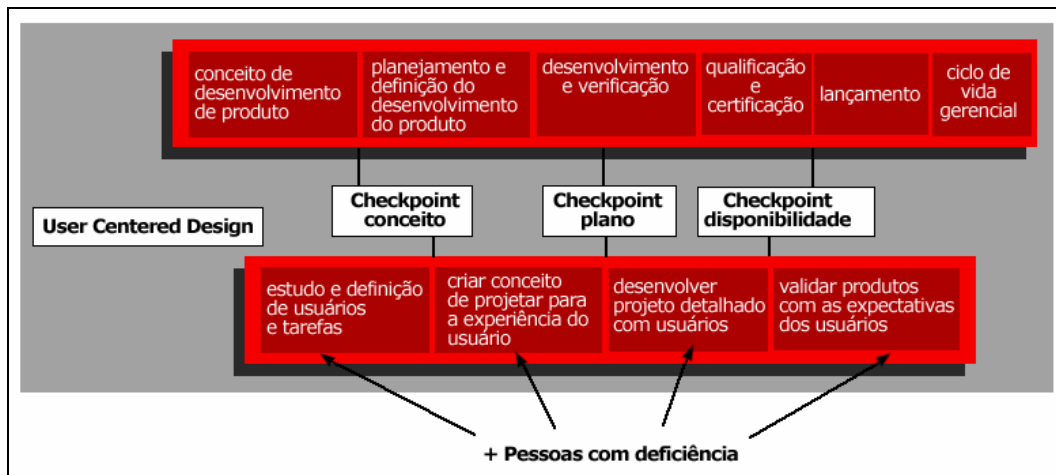 conceito de
desenvolvimento
de produto
planejamento e
definição do
desenvolvimento
do produto
desenvolvimento
e verificação
qualificação
e
certificação
lançamento
ciclo de
vida
gerencial
Checkpoint
conceito
Checkpoint
plano
Checkpoint
disponibilidade
User Centered Design
estudo e definição
de usuários
e tarefas
criar conceito
de projetar para
a experiência do
usuário
desenvolver
projeto detalhado
com usuários
validar produtos
com as expectativas
dos usuários
+ Pessoas com deficiência